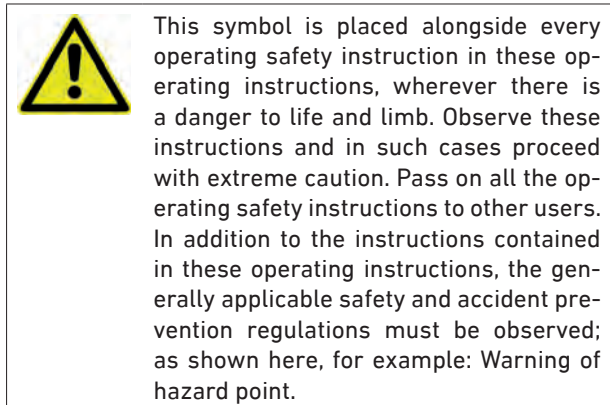 This symbol is placed alongside every
operating safety instruction in these op-
erating instructions, wherever there is
a danger to life and limb. Observe these
instructions and in such cases proceed
with extreme caution. Pass on all the op-
erating safety instructions to other users.
In addition to the instructions contained
in these operating instructions, the gen-
erally applicable safety and accident pre-
vention regulations must be observed;
as shown here, for example: Warning of
hazard point.